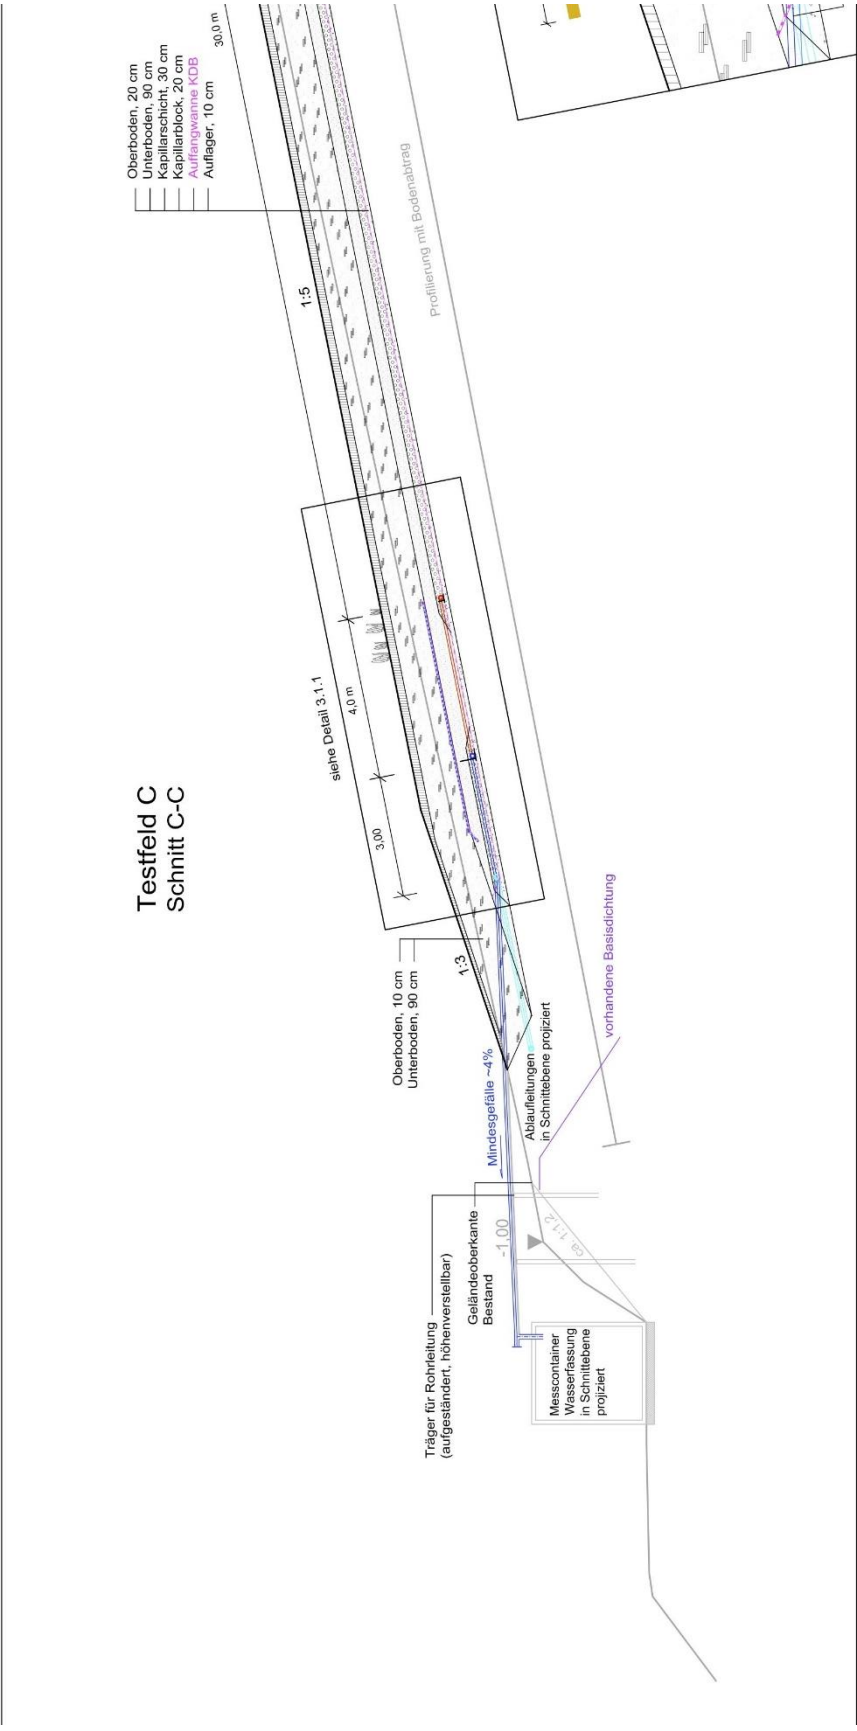 Testfeld C
Schnitt C-C
Oberboden, 20 cm
Unterboden, 90 cm
Kapillarschicht, 30 cm
Kapillarblock, 20 cm
Auffangwanne KDB
Auflager, 10 cm
30,0 m
1:5
Profilierung mit Bodenabtrag
siehe Detail 3.1.1
4,0 m
3,00
Oberboden, 10 cm
Unterboden, 90 cm
1:3
Mindesgefälle ~4%
Ablaufleitungen
in Schnittebene projiziert
vorhandene Basisdichtung
Träger für Rohrleitung
(aufgeständert, höhenverstellbar)
Geländeoberkante
Bestand
-1,00
ca. 1:1,2
Messcontainer
Wasserfassung
in Schnittebene
projiziert